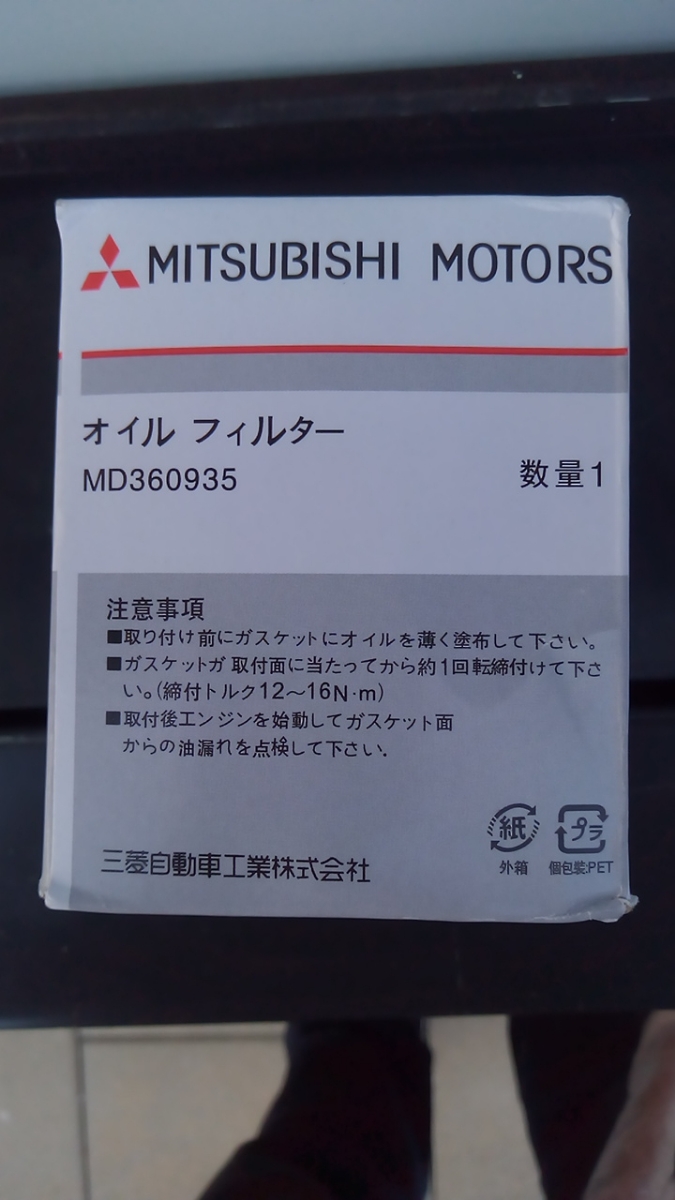 MITSUBISHI MOTORS
オイル フィルター
MD360935
数量1
注意事項
■取り付け前にガスケットにオイルを薄く塗布して下さい。
■ガスケットが取付面に当たってから約1回転締付けて下さ
い。(締付トルク12〜16N·m)
■取付後エンジンを始動してガスケット面
からの油漏れを点検して下さい.
三菱自動車工業株式会社
紙
外箱
プラ
個包装:PET